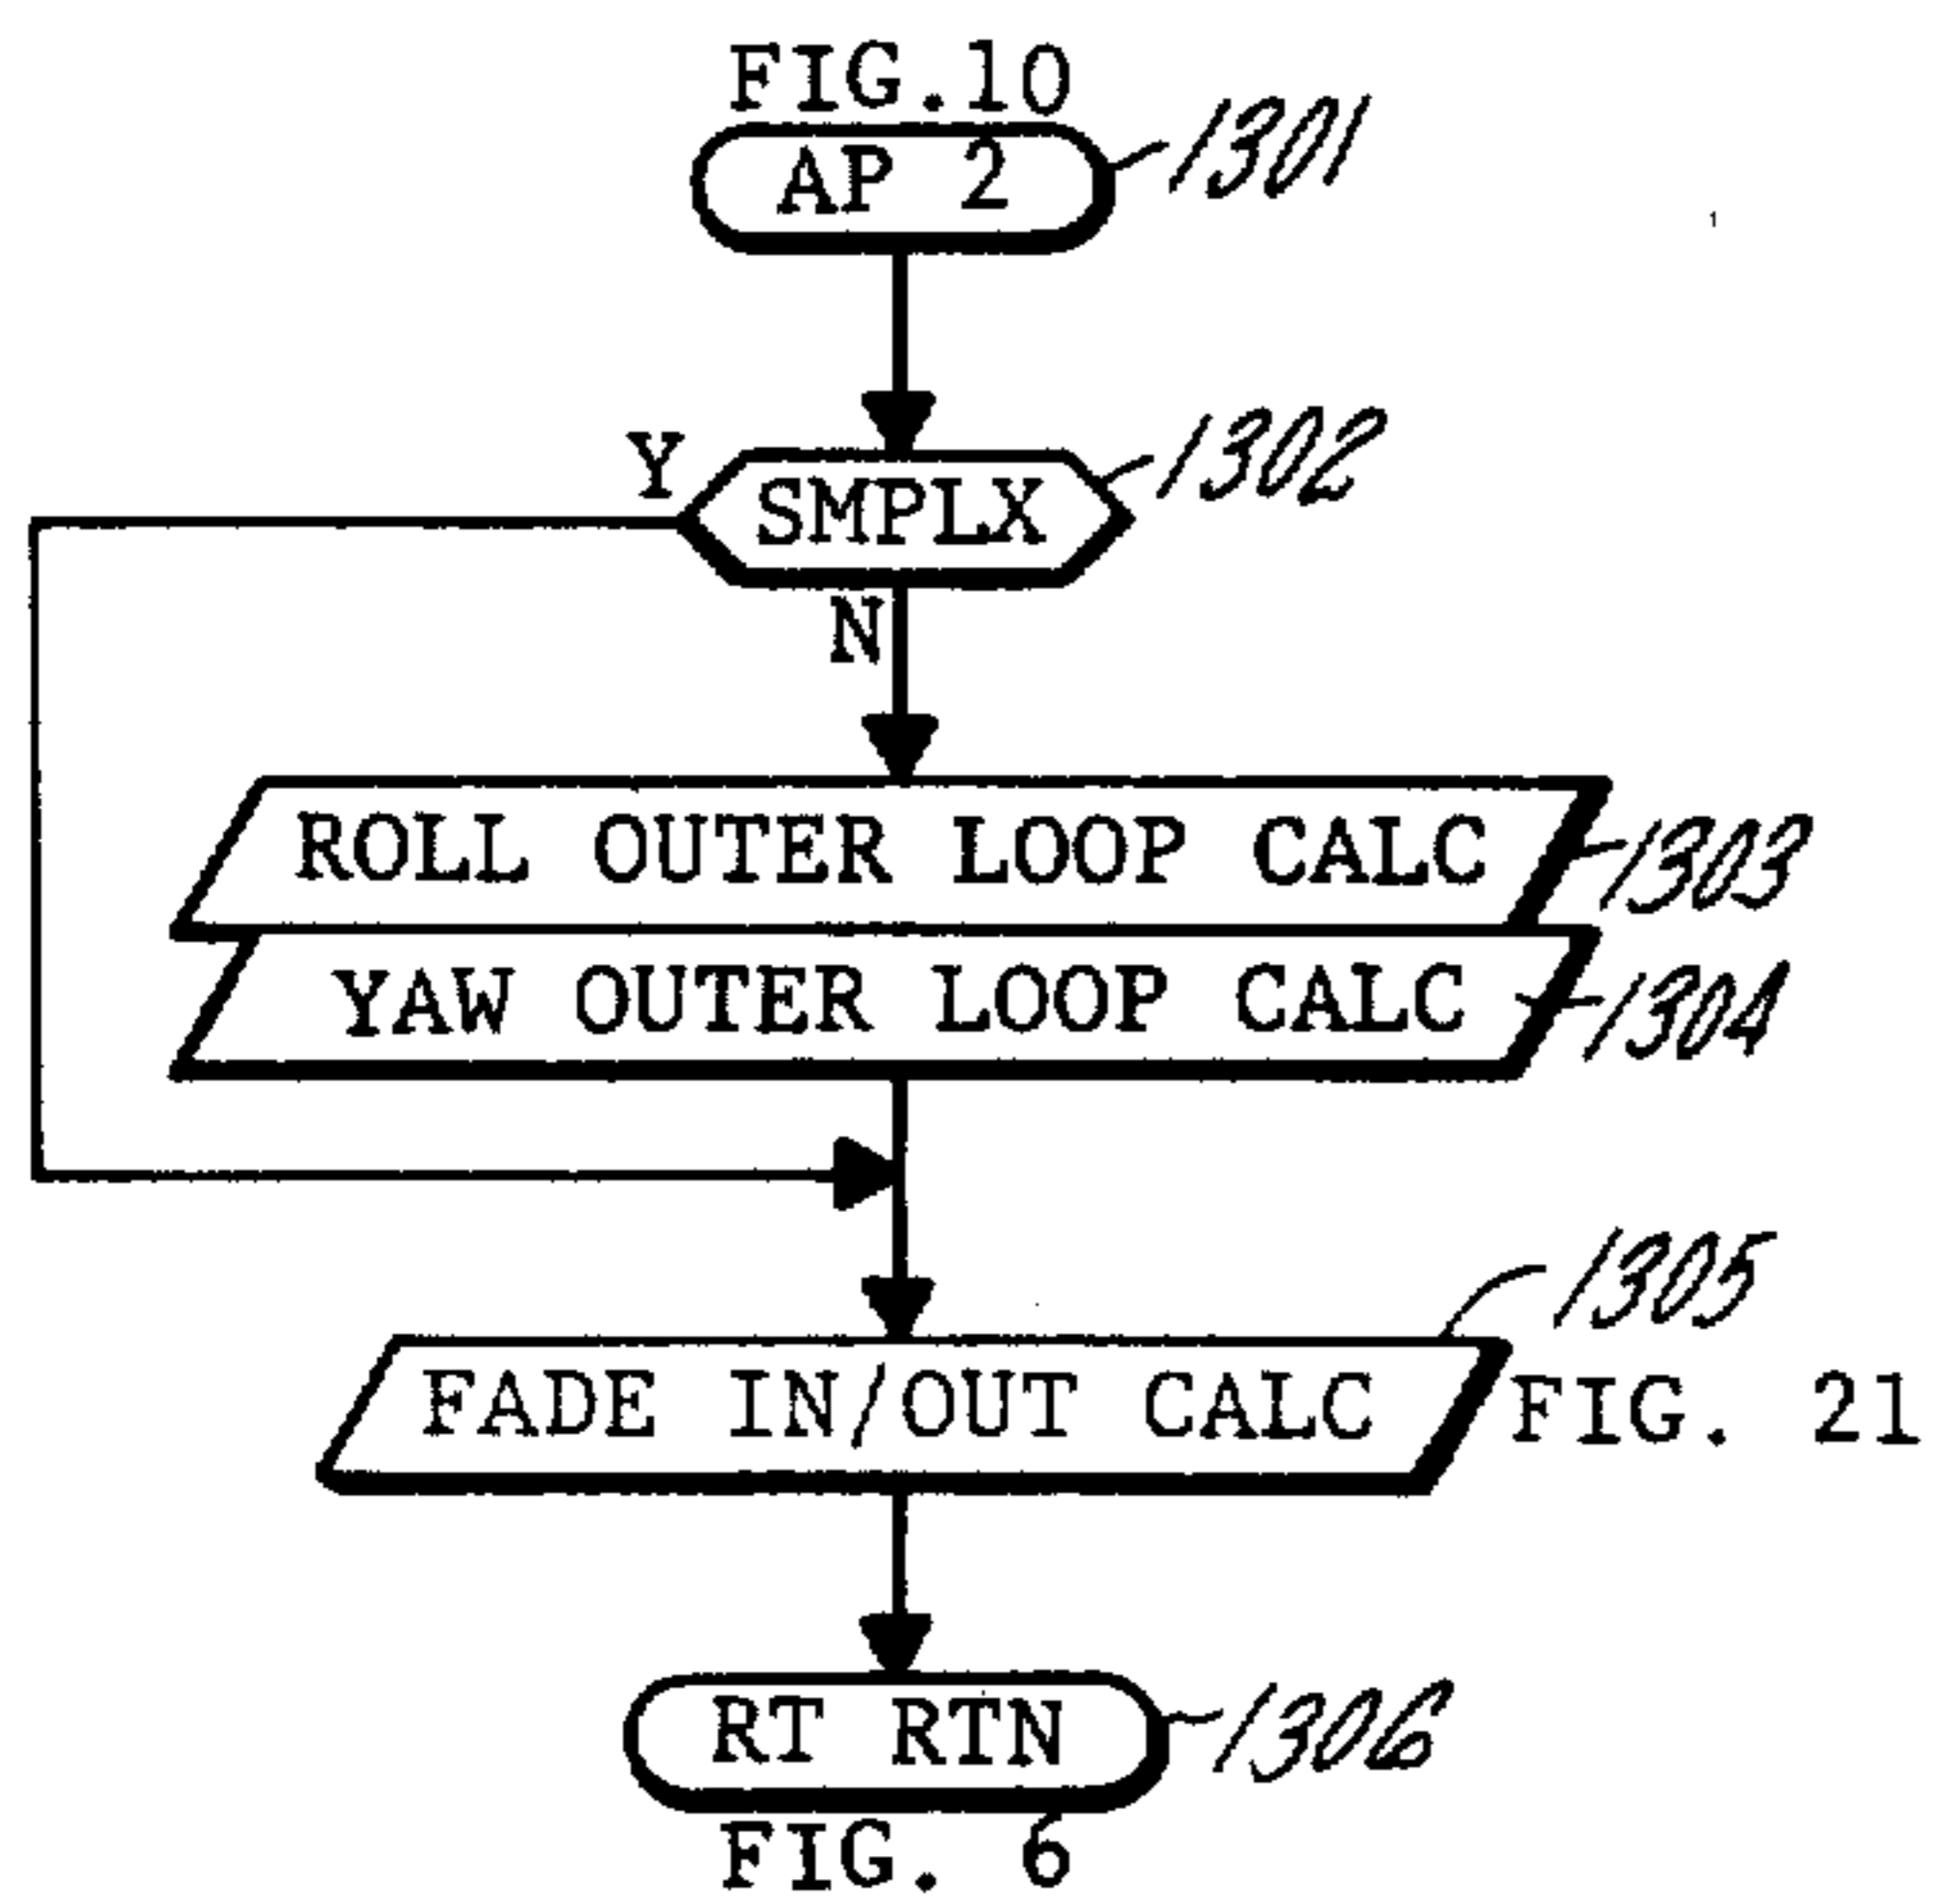 FIG.10
AP 2
1301
Y
SMPLX
1302
N
ROLL OUTER LOOP CALC
1303
YAW OUTER LOOP CALC
1304
1305
FADE IN/OUT CALC
FIG. 21
RT RTN
1306
FIG. 6